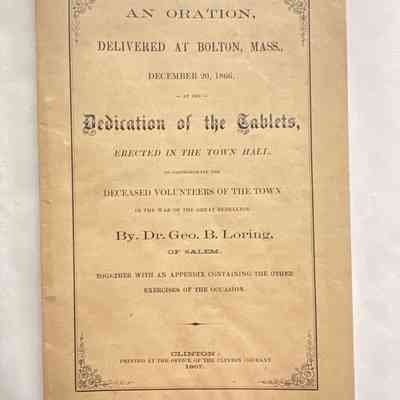 AN ORATION,
DELIVERED AT BOLTON, MASS.,
DECEMBER 20, 1866,
— AT THE —
Dedication of the Tablets,
ERECTED IN THE TOWN HALL,
TO COMMEMORATE THE
DECEASED VOLUNTEERS OF THE TOWN
IN THE WAR OF THE GREAT REBELLION.
By. Dr. Geo. B. Loring,
OF SALEM.
TOGETHER WITH AN APPENDIX CONTAINING THE OTHER
EXERCISES OF THE OCCASION.
CLINTON:
PRINTED AT THE OFFICE OF THE CLINTON COURANT
1867.